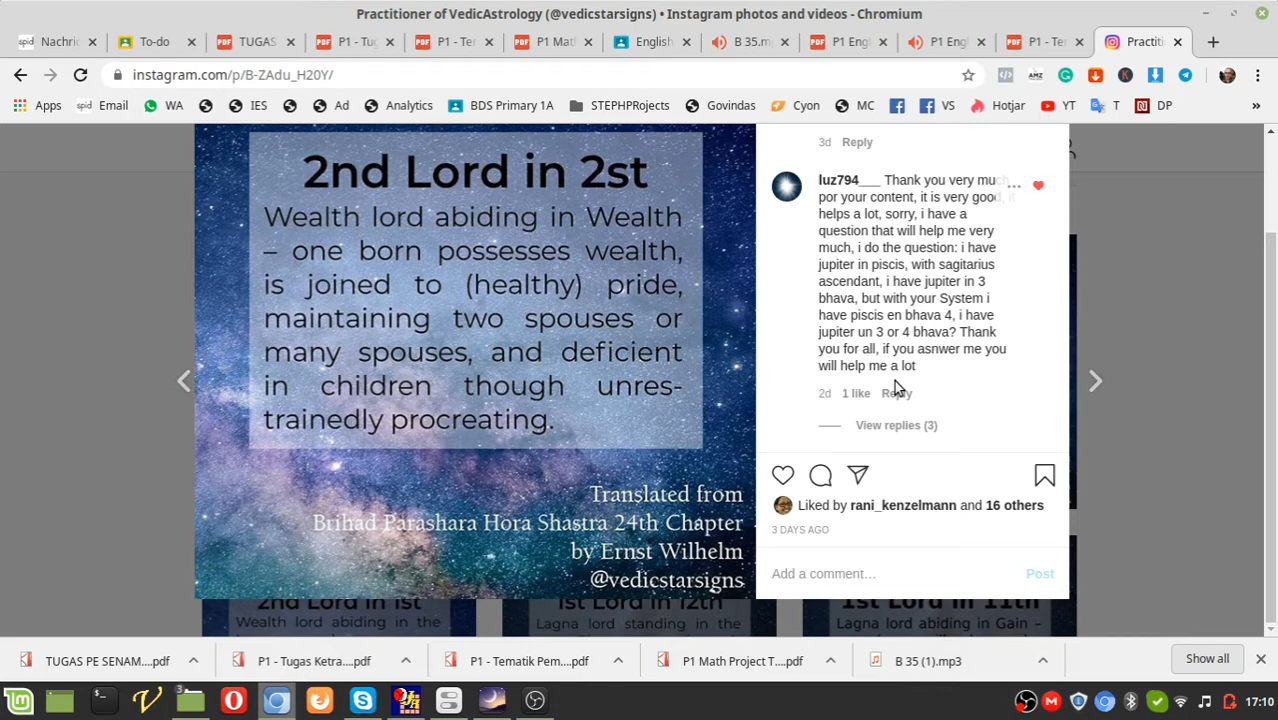 Practitioner of VedicAstrology (@vedicstarsigns) • Instagram photos and videos - Chromium
spid Nachric
To-do
TUGAS
P1 - Tug
P1 - Ter
P1 Mat
English
B 35.m
P1 Eng
P1 Eng
P1 - Te
Practiti
instagram.com/p/B-ZAdu_H20Y/
Apps
spid Email
WA
IES
Ad
Analytics
BDS Primary 1A
STEPHProjects
Govindas
Cyon
MC
VS
Hotjar
YT
T
DP
»
2nd Lord in 2st
Wealth lord abiding in Wealth
– one born possesses wealth,
is joined to (healthy) pride,
maintaining two spouses or
many spouses, and deficient
in children though unres-
trainedly procreating.
Translated from
Brihad Parashara Hora Shastra 24th Chapter
by Ernst Wilhelm
@vedicstarsigns
3d Reply
luz794___ Thank you very much
por your content, it is very good, it
helps a lot, sorry, i have a
question that will help me very
much, i do the question: i have
jupiter in piscis, with sagitarius
ascendant, i have jupiter in 3
bhava, but with your System i
have piscis en bhava 4, i have
jupiter un 3 or 4 bhava? Thank
you for all, if you asnwer me you
will help me a lot
2d 1 like Reply
View replies (3)
Liked by rani_kenzelmann and 16 others
3 DAYS AGO
Add a comment… Post
2nd Lord in 1st
Wealth lord abiding in the
1st Lord in 12th
Lagna lord standing in the
1st Lord in 11th
Lagna lord abiding in Gain –
TUGAS PE SENAM....pdf
P1 - Tugas Ketra....pdf
P1 - Tematik Pem....pdf
P1 Math Project T....pdf
B 35 (1).mp3
Show all
3
17:10